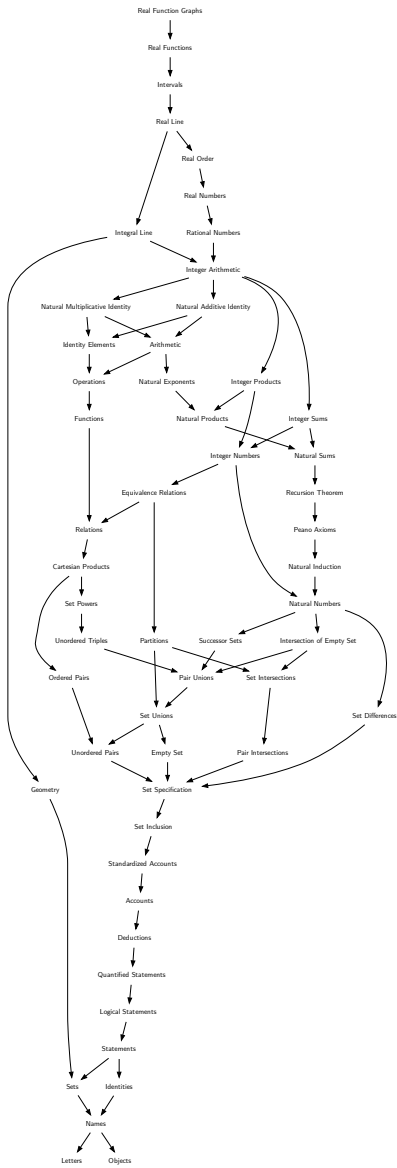 Real Function Graphs
Real Functions
Intervals
Real Line
Real Order
Real Numbers
Integral Line
Rational Numbers
Integer Arithmetic
Natural Multiplicative Identity
Natural Additive Identity
Identity Elements
Arithmetic
Operations
Natural Exponents
Integer Products
Functions
Natural Products
Integer Sums
Integer Numbers
Natural Sums
Equivalence Relations
Recursion Theorem
Relations
Peano Axioms
Cartesian Products
Natural Induction
Set Powers
Natural Numbers
Unordered Triples
Partitions
Successor Sets
Intersection of Empty Set
Ordered Pairs
Pair Unions
Set Intersections
Set Unions
Set Differences
Unordered Pairs
Empty Set
Pair Intersections
Geometry
Set Specification
Set Inclusion
Standardized Accounts
Accounts
Deductions
Quantified Statements
Logical Statements
Statements
Sets
Identities
Names
Letters
Objects